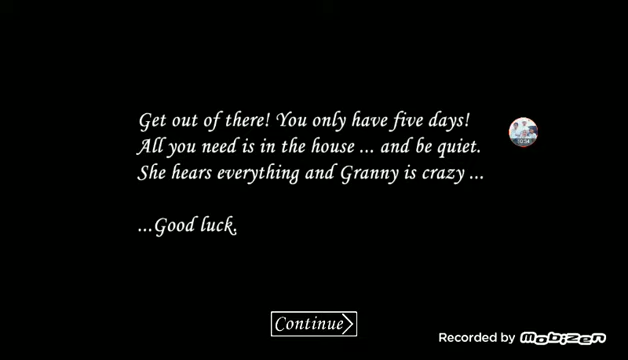 Get out of there! You only have five days!
All you need is in the house ... and be quiet.
She hears everything and Granny is crazy ...
...Good luck.
Continue
Recorded by mobizen